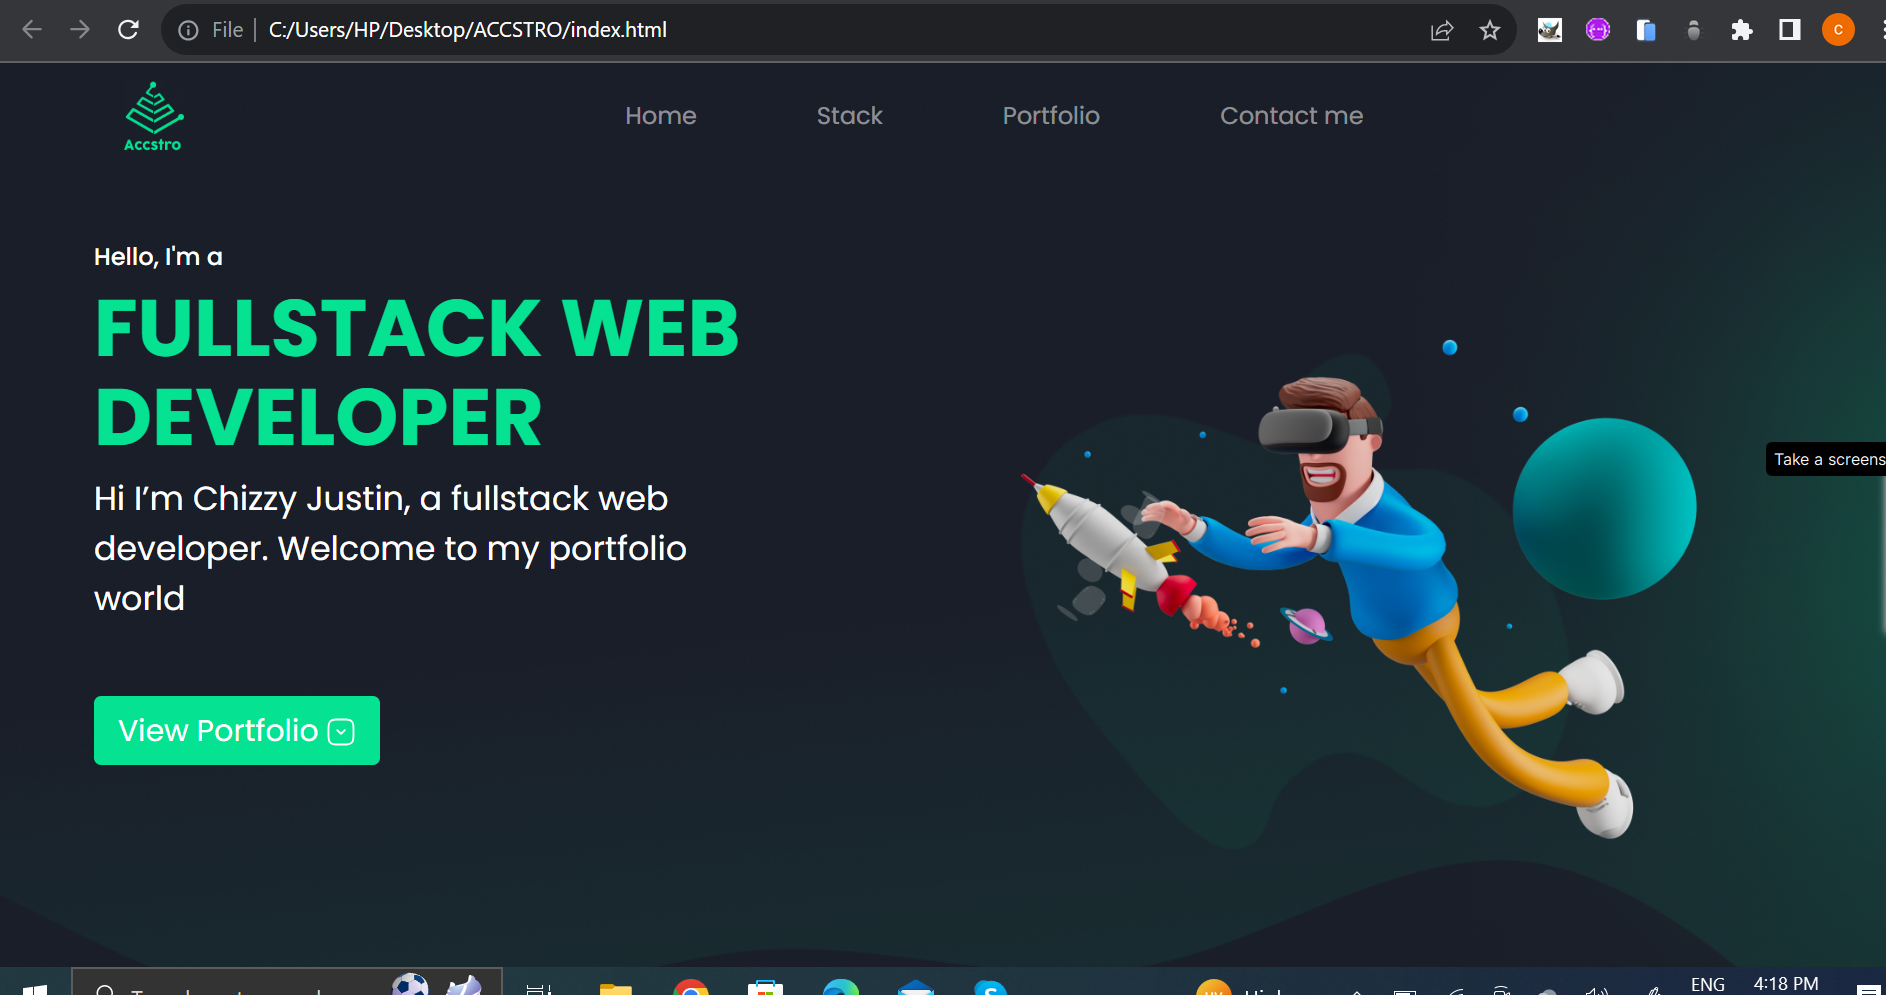 File
C:/Users/HP/Desktop/ACCSTRO/index.html
c
Accstro
Home
Stack
Portfolio
Contact me
Hello, I'm a
FULLSTACK WEB
DEVELOPER
Hi I’m Chizzy Justin, a fullstack web
developer. Welcome to my portfolio
world
Take a screens
View Portfolio
ENG
4:18 PM